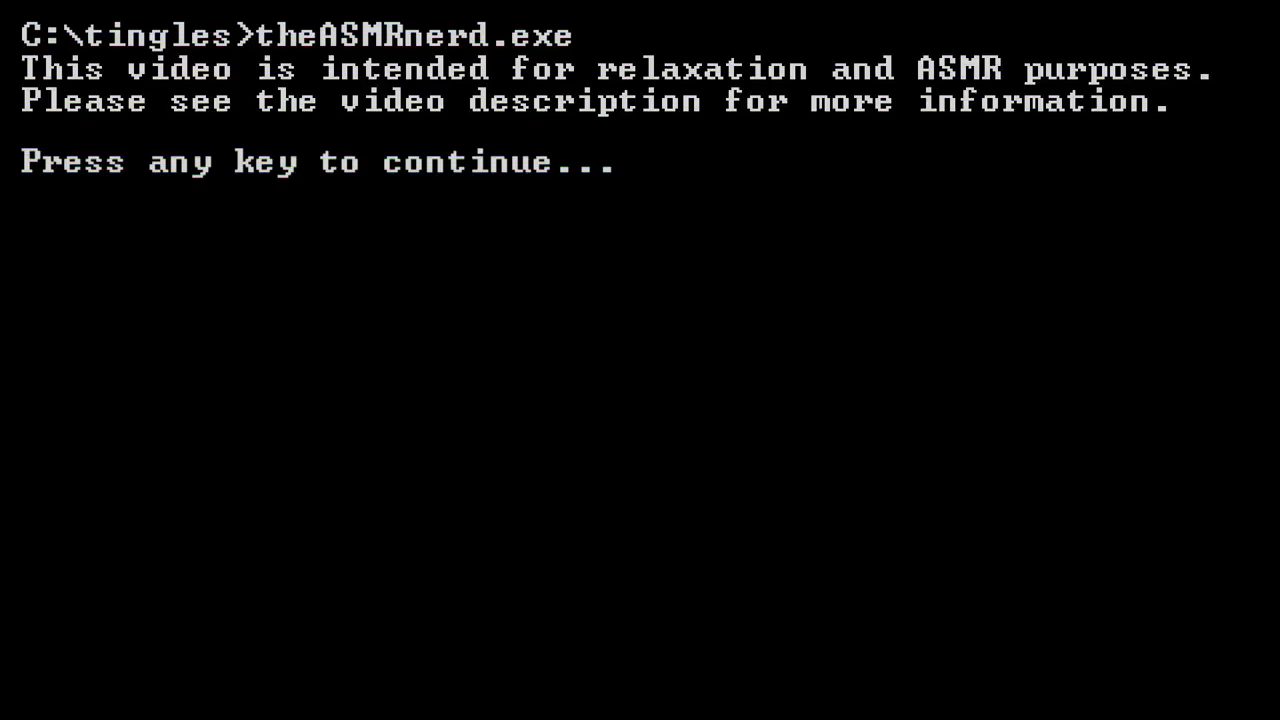 C:\tingles>theASMRnerd.exe
This video is intended for relaxation and ASMR purposes.
Please see the video description for more information.
Press any key to continue...